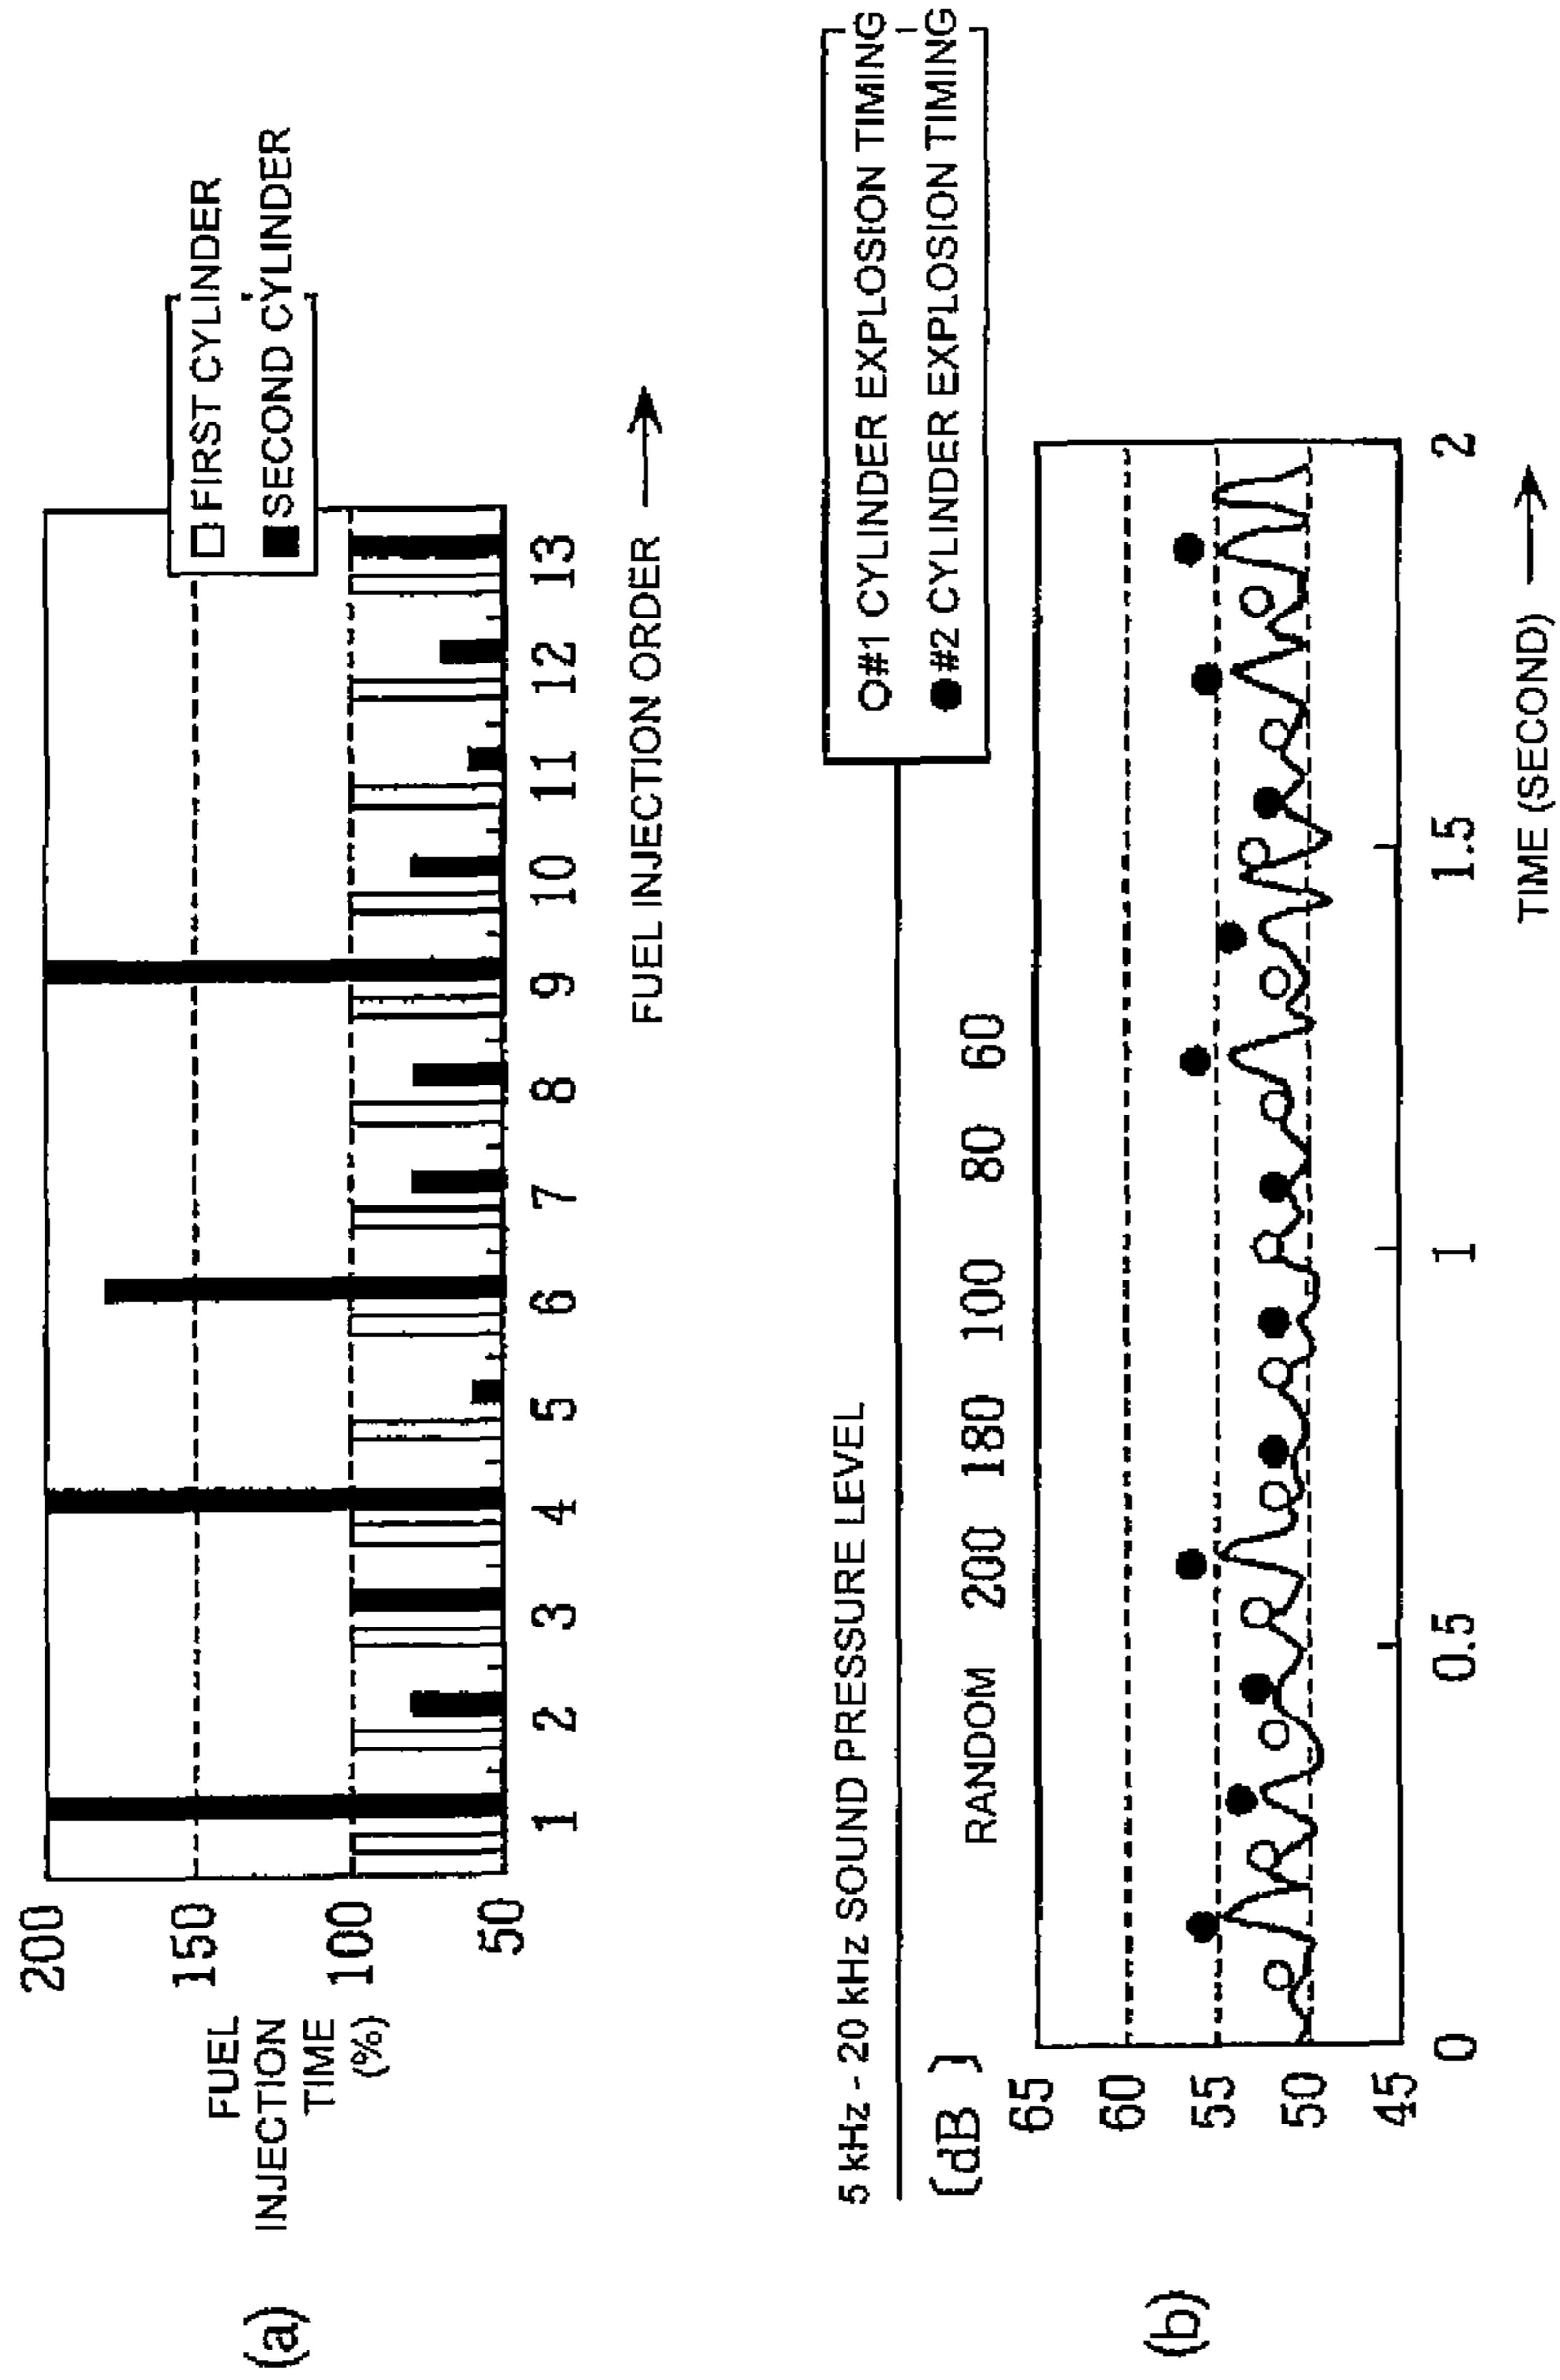 (a)
FUEL
INJECTION
TIME
(%)
200
150
100
50
□ FIRST CYLINDER
■ SECOND CYLINDER
1 2 3 4 5 6 7 8 9 10 11 12 13
FUEL INJECTION ORDER →
5 kHz - 20 kHz SOUND PRESSURE LEVEL
○#1 CYLINDER EXPLOSION TIMING
●#2 CYLINDER EXPLOSION TIMING
(b)
[dB]
RANDOM 200 180 100 80 60
65
60
55
50
45
0 0.5 1 1.5 2
TIME (SECOND) →